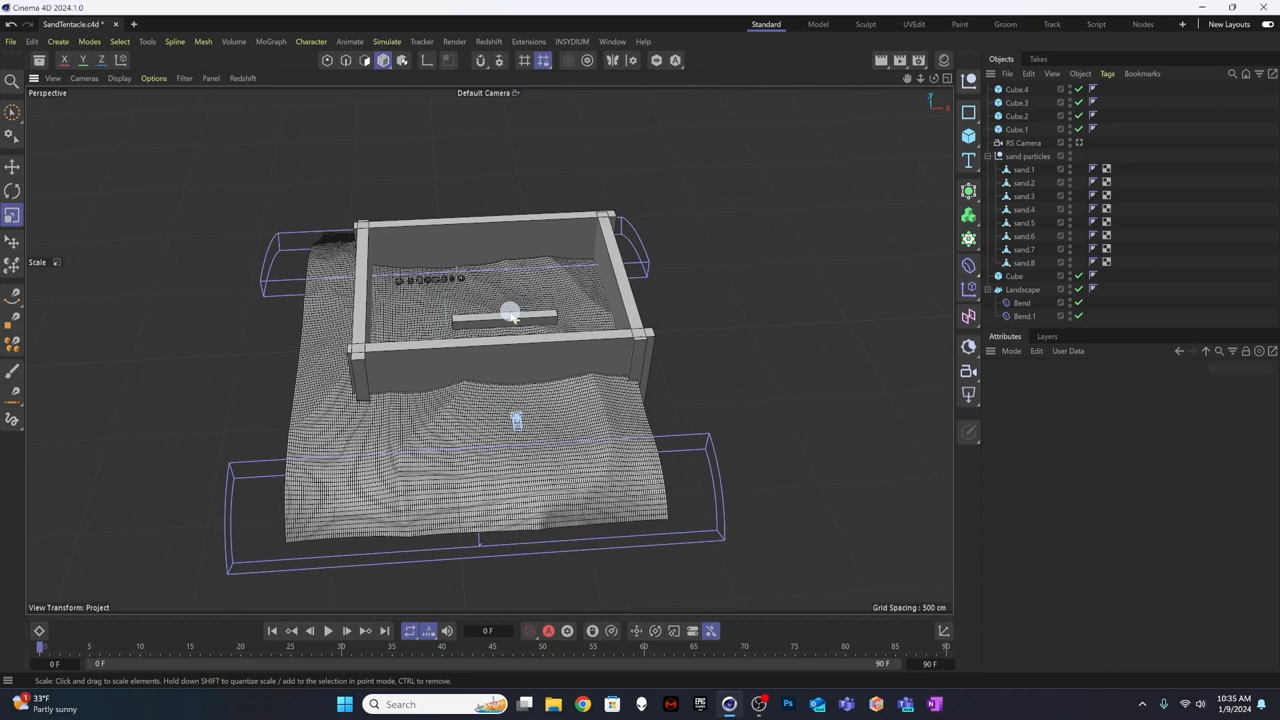 Cinema 4D 2024.1.0
SandTentacle.c4d *
Standard Model Sculpt UVEdit Paint Groom Track Script Nodes New Layouts
File Edit Create Modes Select Tools Spline Mesh Volume MoGraph Character Animate Simulate Tracker Render Redshift Extensions INSYDIUM Window Help
X Y Z
View Cameras Display Options Filter Panel Redshift
Perspective
Default Camera
Y
X
Scale
View Transform: Project
Grid Spacing : 500 cm
Objects Takes
File Edit View Object Tags Bookmarks
Cube.4
Cube.3
Cube.2
Cube.1
RS Camera
sand particles
sand.1
sand.2
sand.3
sand.4
sand.5
sand.6
sand.7
sand.8
Cube
Landscape
Bend
Bend.1
Attributes Layers
Mode Edit User Data
0 F
0 5 10 15 20 25 30 35 40 45 50 55 60 65 70 75 80 85 90
0 F 0 F 90 F 90 F
Scale: Click and drag to scale elements. Hold down SHIFT to quantize scale / add to the selection in point mode, CTRL to remove.
1
33°F
Partly sunny
Search
10:35 AM
1/9/2024